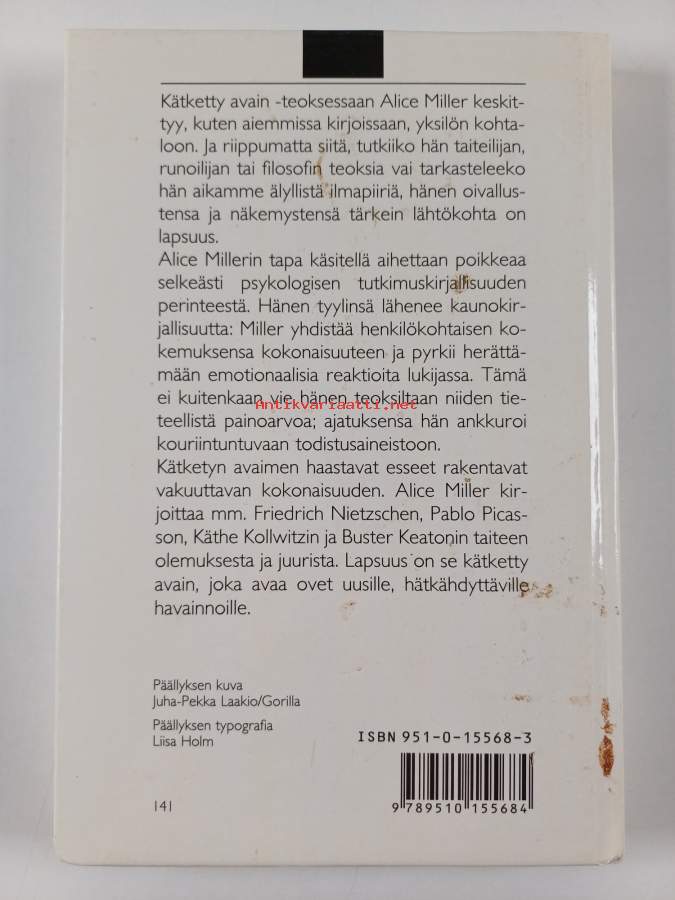 Kätketty avain -teoksessaan Alice Miller keskit-
tyy, kuten aiemmissa kirjoissaan, yksilön kohta-
loon. Ja riippumatta siitä, tutkiiko hän taiteilijan,
runoilijan tai filosofin teoksia vai tarkasteleeko
hän aikamme älyllistä ilmapiiriä, hänen oivallus-
tensa ja näkemystensä tärkein lähtökohta on
lapsuus.
Alice Millerin tapa käsitellä aihettaan poikkeaa
selkeästi psykologisen tutkimuskirjallisuuden
perinteestä. Hänen tyylinsä lähenee kaunokir-
jallisuutta: Miller yhdistää henkilökohtaisen ko-
kemuksensa kokonaisuuteen ja pyrkii herättä-
mään emotionaalisia reaktioita lukijassa. Tämä
ei kuitenkaan vie hänen teoksiltaan niiden tie-
Antikvariaatti.net
teellistä painoarvoa; ajatuksensa hän ankkuroi
kouriintuntuvaan todistusaineistoon.
Kätketyn avaimen haastavat esseet rakentavat
vakuuttavan kokonaisuuden. Alice Miller kir-
joittaa mm. Friedrich Nietzschen, Pablo Picas-
son, Käthe Kollwitzin ja Buster Keatonin taiteen
olemuksesta ja juurista. Lapsuus on se kätketty
avain, joka avaa ovet uusille, hätkähdyttäville
havainnoille.
Päällyksen kuva
Juha-Pekka Laakio/Gorilla
Päällyksen typografia
Liisa Holm
ISBN 951-0-15568-3
9 789510 155684
141